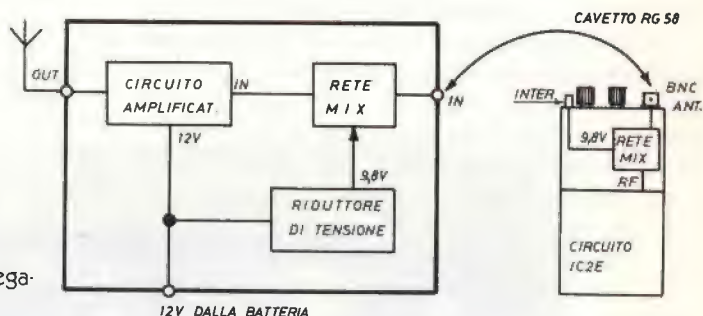 CAVETTO RG 58
OUT
CIRCUITO
AMPLIFICAT.
IN
RETE
MIX
IN
12V
9,8V
RIDUTTORE
DI TENSIONE
12V DALLA BATTERIA
INTER
BNC
ANT.
9,8V
RETE
MIX
RF
CIRCUITO
IC2E
ega-